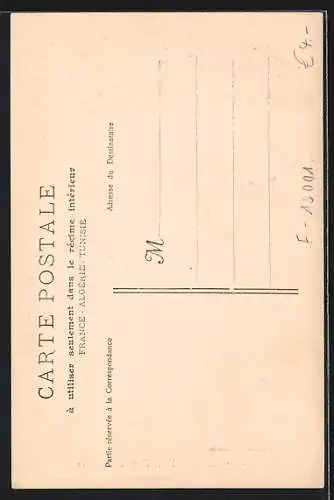 CARTE POSTALE
à utiliser seulement dans le régime intérieur
FRANCE - ALGÉRIE - TUNISIE
Partie réservée à la Correspondance
Adresse du Destinataire
M
£ 4.-
F-13001